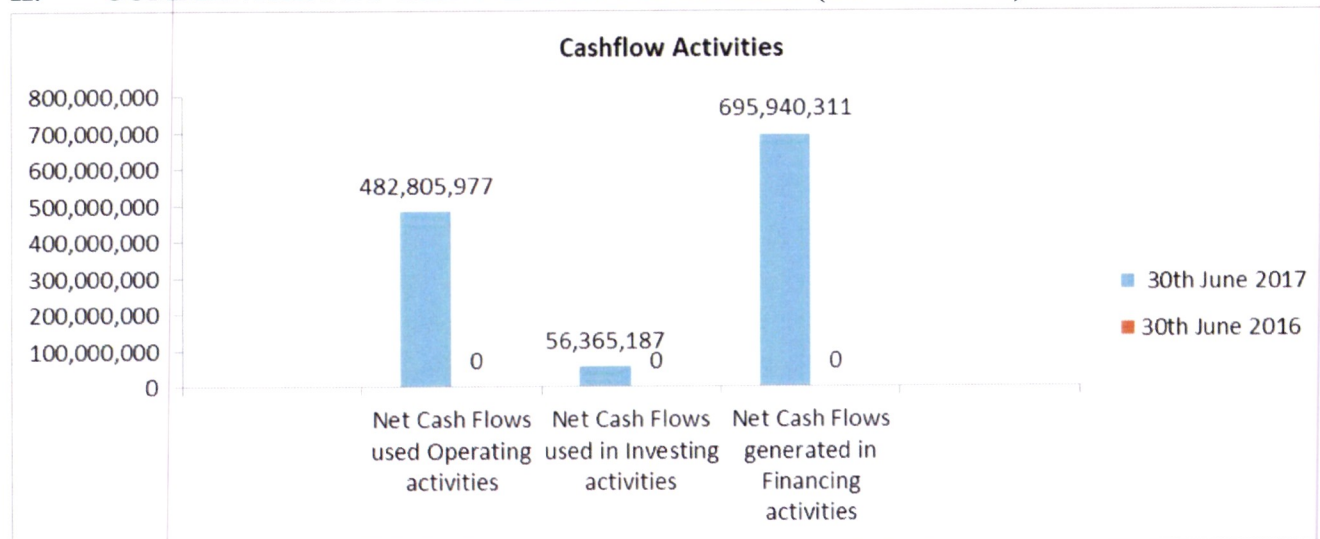 Cashflow Activities
800,000,000
700,000,000
600,000,000
500,000,000
400,000,000
300,000,000
200,000,000
100,000,000
0
482,805,977
0
56,365,187
0
695,940,311
0
Net Cash Flows
used Operating
activities
Net Cash Flows
used in Investing
activities
Net Cash Flows
generated in
Financing
activities
30th June 2017
30th June 2016